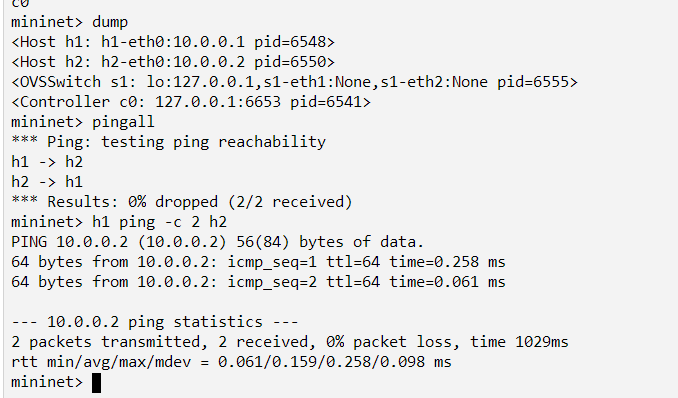 c0
mininet> dump
<Host h1: h1-eth0:10.0.0.1 pid=6548>
<Host h2: h2-eth0:10.0.0.2 pid=6550>
<OVSSwitch s1: lo:127.0.0.1,s1-eth1:None,s1-eth2:None pid=6555>
<Controller c0: 127.0.0.1:6653 pid=6541>
mininet> pingall
*** Ping: testing ping reachability
h1 -> h2
h2 -> h1
*** Results: 0% dropped (2/2 received)
mininet> h1 ping -c 2 h2
PING 10.0.0.2 (10.0.0.2) 56(84) bytes of data.
64 bytes from 10.0.0.2: icmp_seq=1 ttl=64 time=0.258 ms
64 bytes from 10.0.0.2: icmp_seq=2 ttl=64 time=0.061 ms

--- 10.0.0.2 ping statistics ---
2 packets transmitted, 2 received, 0% packet loss, time 1029ms
rtt min/avg/max/mdev = 0.061/0.159/0.258/0.098 ms
mininet>